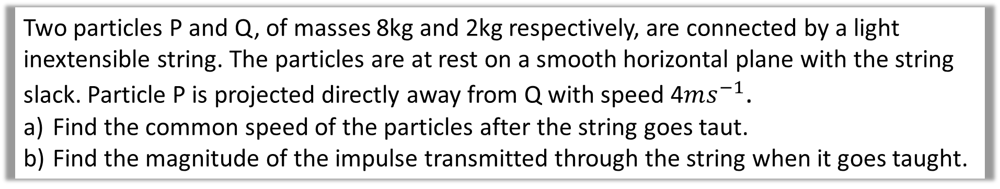 Two particles P and Q, of masses 8kg and 2kg respectively, are connected by a light
inextensible string. The particles are at rest on a smooth horizontal plane with the string
slack. Particle P is projected directly away from Q with speed 4ms⁻¹.
a) Find the common speed of the particles after the string goes taut.
b) Find the magnitude of the impulse transmitted through the string when it goes taught.